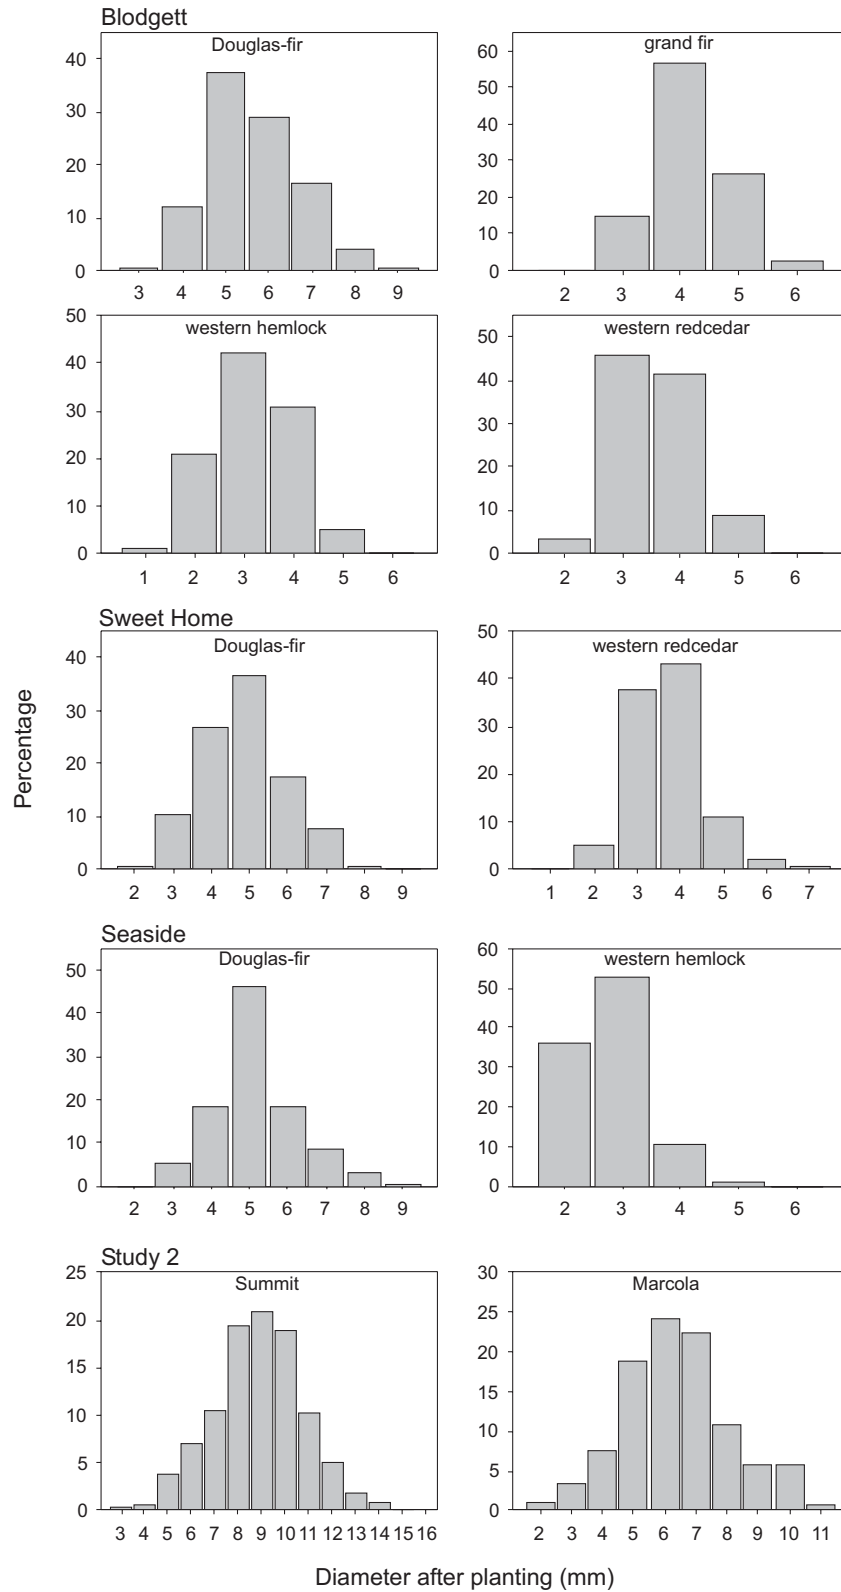 Blodgett
Douglas-fir
40
30
20
10
0
3 4 5 6 7 8 9
grand fir
60
50
40
30
20
10
0
2 3 4 5 6
western hemlock
50
40
30
20
10
0
1 2 3 4 5 6
western redcedar
50
40
30
20
10
0
2 3 4 5 6
Percentage
Sweet Home
Douglas-fir
40
30
20
10
0
2 3 4 5 6 7 8 9
western redcedar
50
40
30
20
10
0
1 2 3 4 5 6 7
Seaside
Douglas-fir
50
40
30
20
10
0
2 3 4 5 6 7 8 9
western hemlock
60
50
40
30
20
10
0
2 3 4 5 6
Study 2
Summit
25
20
15
10
5
0
3 4 5 6 7 8 9 10 11 12 13 14 15 16
Marcola
30
25
20
15
10
5
0
2 3 4 5 6 7 8 9 10 11
Diameter after planting (mm)